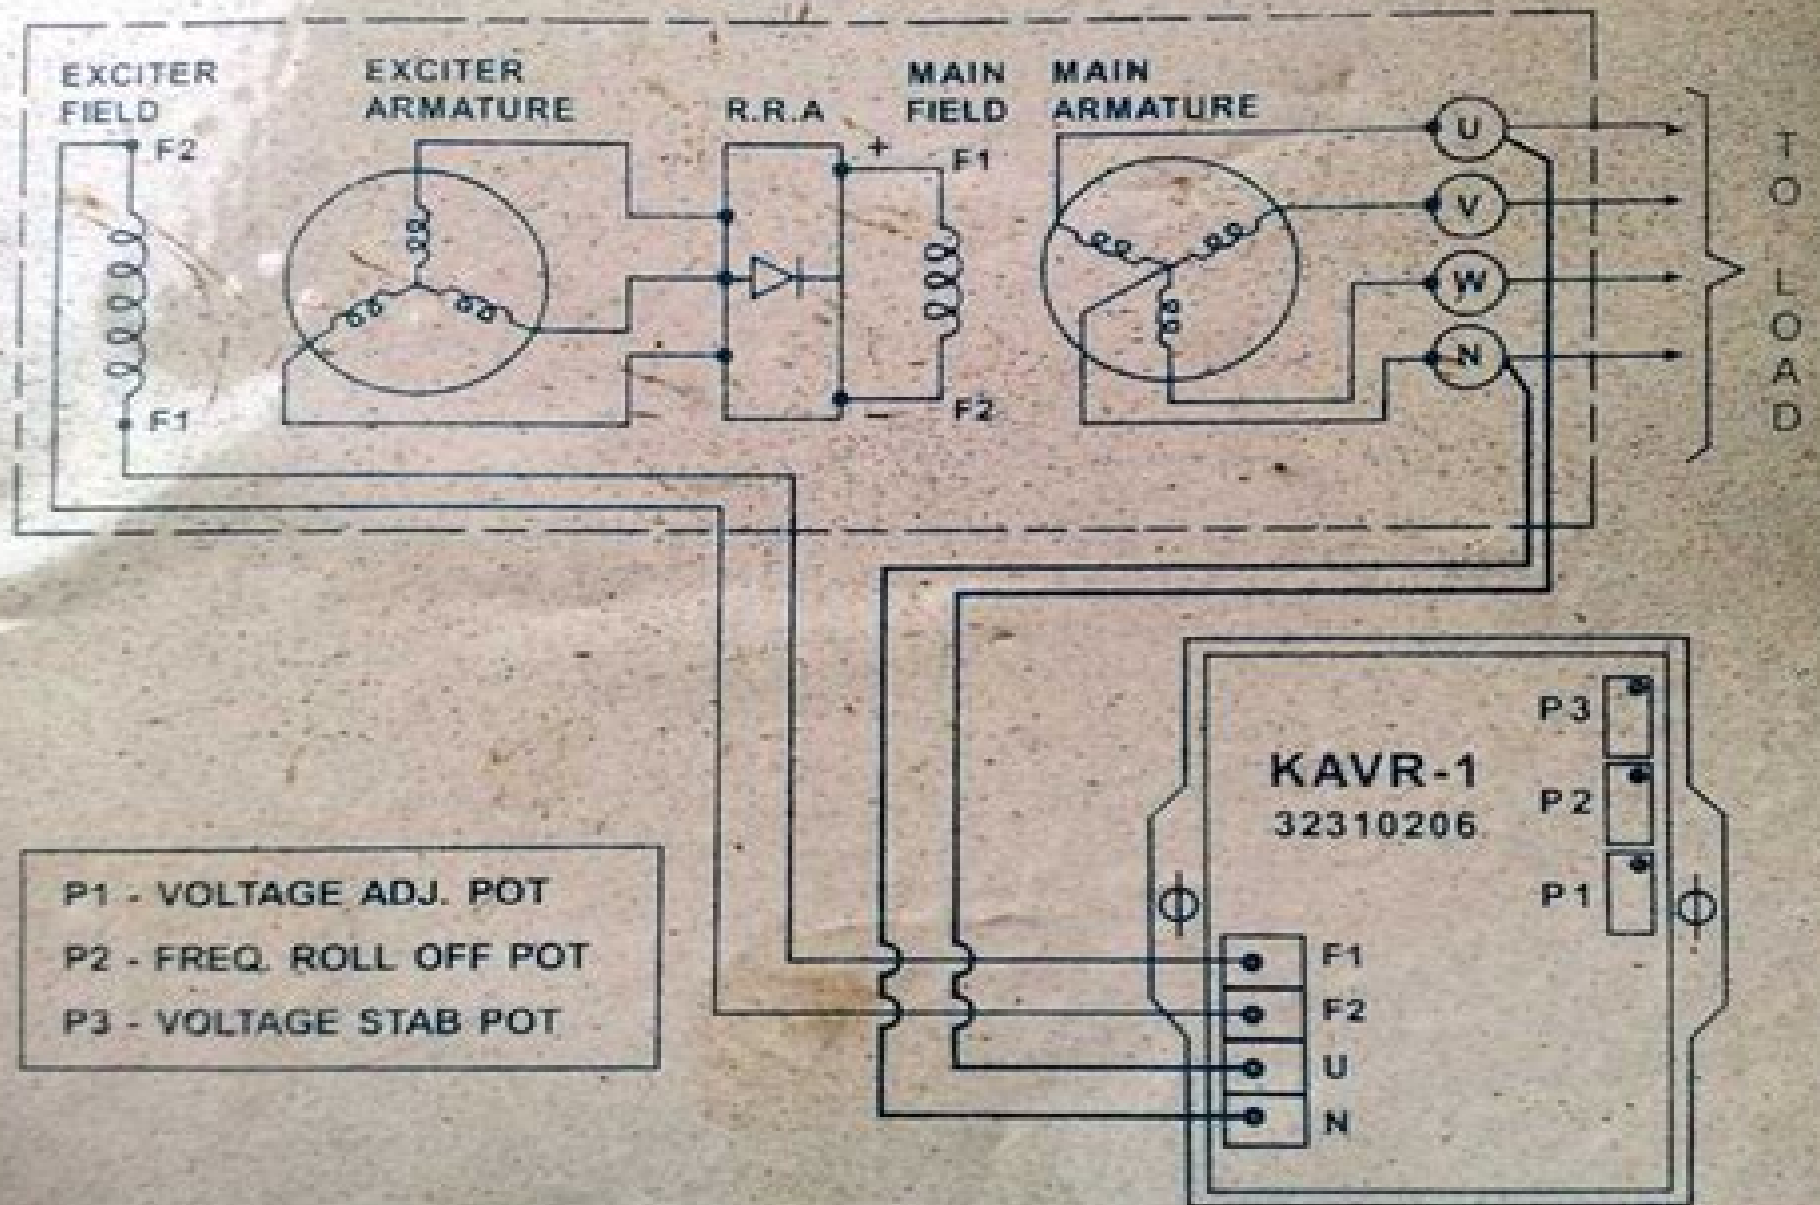 EXCITER FIELD
EXCITER ARMATURE
R.R.A
MAIN FIELD
MAIN ARMATURE
F2
F1
+
F1
-
F2
U
V
W
N
TO LOAD
KAVR-1
32310206
P3
P2
P1
F1
F2
U
N
P1 - VOLTAGE ADJ. POT
P2 - FREQ. ROLL OFF POT
P3 - VOLTAGE STAB POT